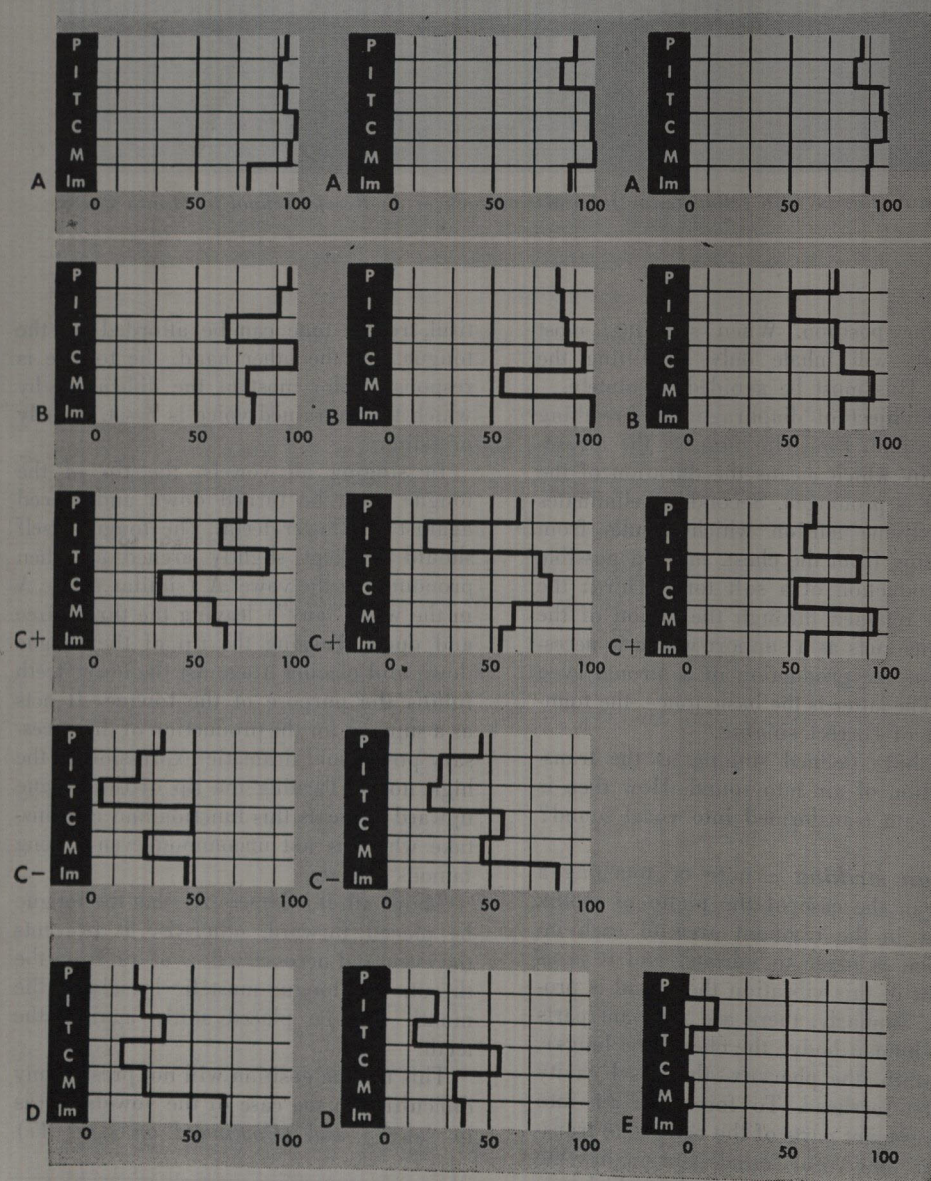 P P P
I I I
T T T
C C C
M M M
A Im A Im A Im
0 50 100 0 50 100 0 50 100
P P P
I I I
T T T
C C C
M M M
B Im B Im B Im
0 50 100 0 50 100 0 50 100
P P P
I I I
T T T
C C C
M M M
C+ Im C+ Im C+ Im
0 50 100 0 50 100 0 50 100
P P
I I
T T
C C
M M
C− Im C− Im
0 50 100 0 50 100
P P P
I I I
T T T
C C C
M M M
D Im D Im E Im
0 50 100 0 50 100 0 50 100